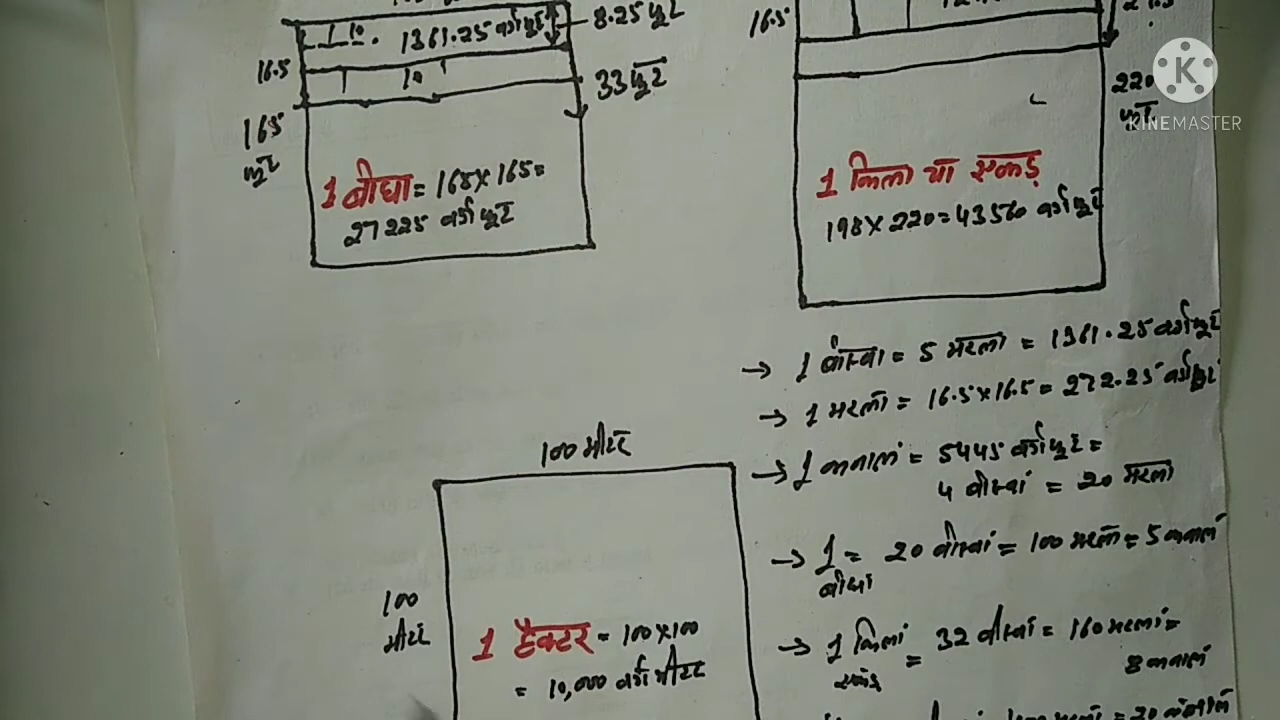 1361.25 वर्ग फूट
8.25 फूट
16.5
10
33 फूट
165
फूट
1 बीघा = 165 × 165 =
27225 वर्ग फूट
16.5
220
फूट
1 किला या एकड़
198 × 220 = 43560 वर्ग फूट
KINEMASTER
→ 1 बीस्वा = 5 मरला = 1361.25 वर्ग फूट
→ 1 मरला = 16.5×16.5 = 272.25 वर्ग फूट
→ 1 कनाल = 5445 वर्ग फूट =
4 बीस्वा = 20 मरला
→ 1 = 20 बीस्वा = 100 मरला = 5 कनाल
बीघा
→ 1 किला = 32 बीस्वा = 160 मरला =
एकड़
8 कनाल
100 मीटर
100
मीटर
1 हैक्टर = 100×100
= 10,000 वर्ग मीटर